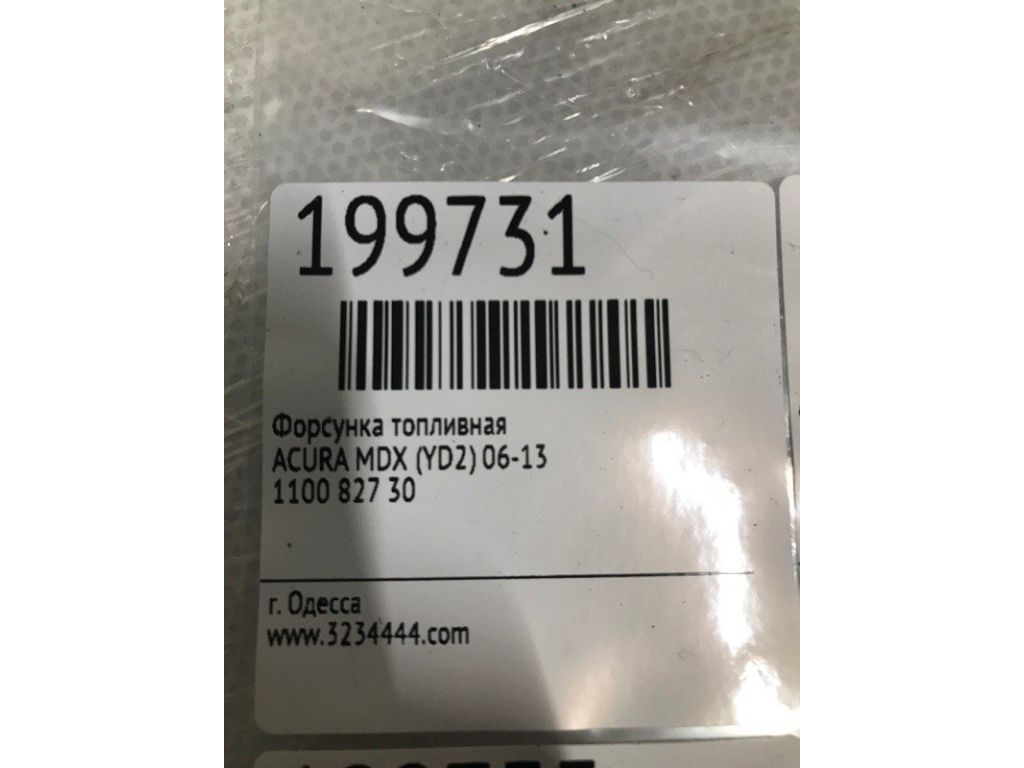 199731
Форсунка топливная
ACURA MDX (YD2) 06-13
1100 827 30
г. Одесса
www.3234444.com